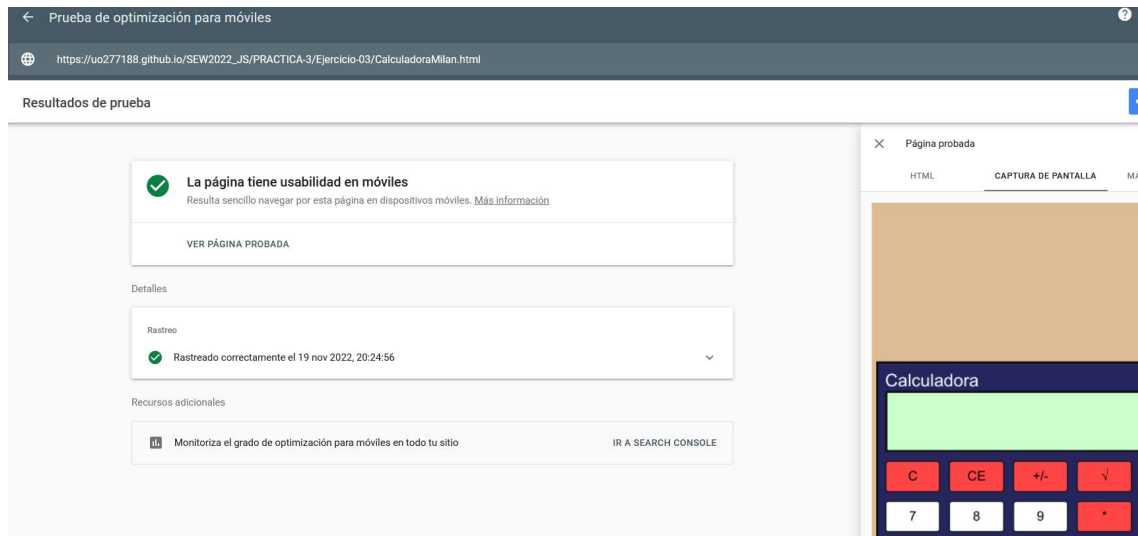 Prueba de optimización para móviles
https://uo277188.github.io/SEW2022_JS/PRACTICA-3/Ejercicio-03/CalculadoraMilan.html
Resultados de prueba
La página tiene usabilidad en móviles
Resulta sencillo navegar por esta página en dispositivos móviles. Más información
VER PÁGINA PROBADA
Detalles
Rastreo
Rastreado correctamente el 19 nov 2022, 20:24:56
Recursos adicionales
Monitoriza el grado de optimización para móviles en todo tu sitio IR A SEARCH CONSOLE
Página probada
HTML CAPTURA DE PANTALLA
Calculadora
C CE +/- √
7 8 9 *